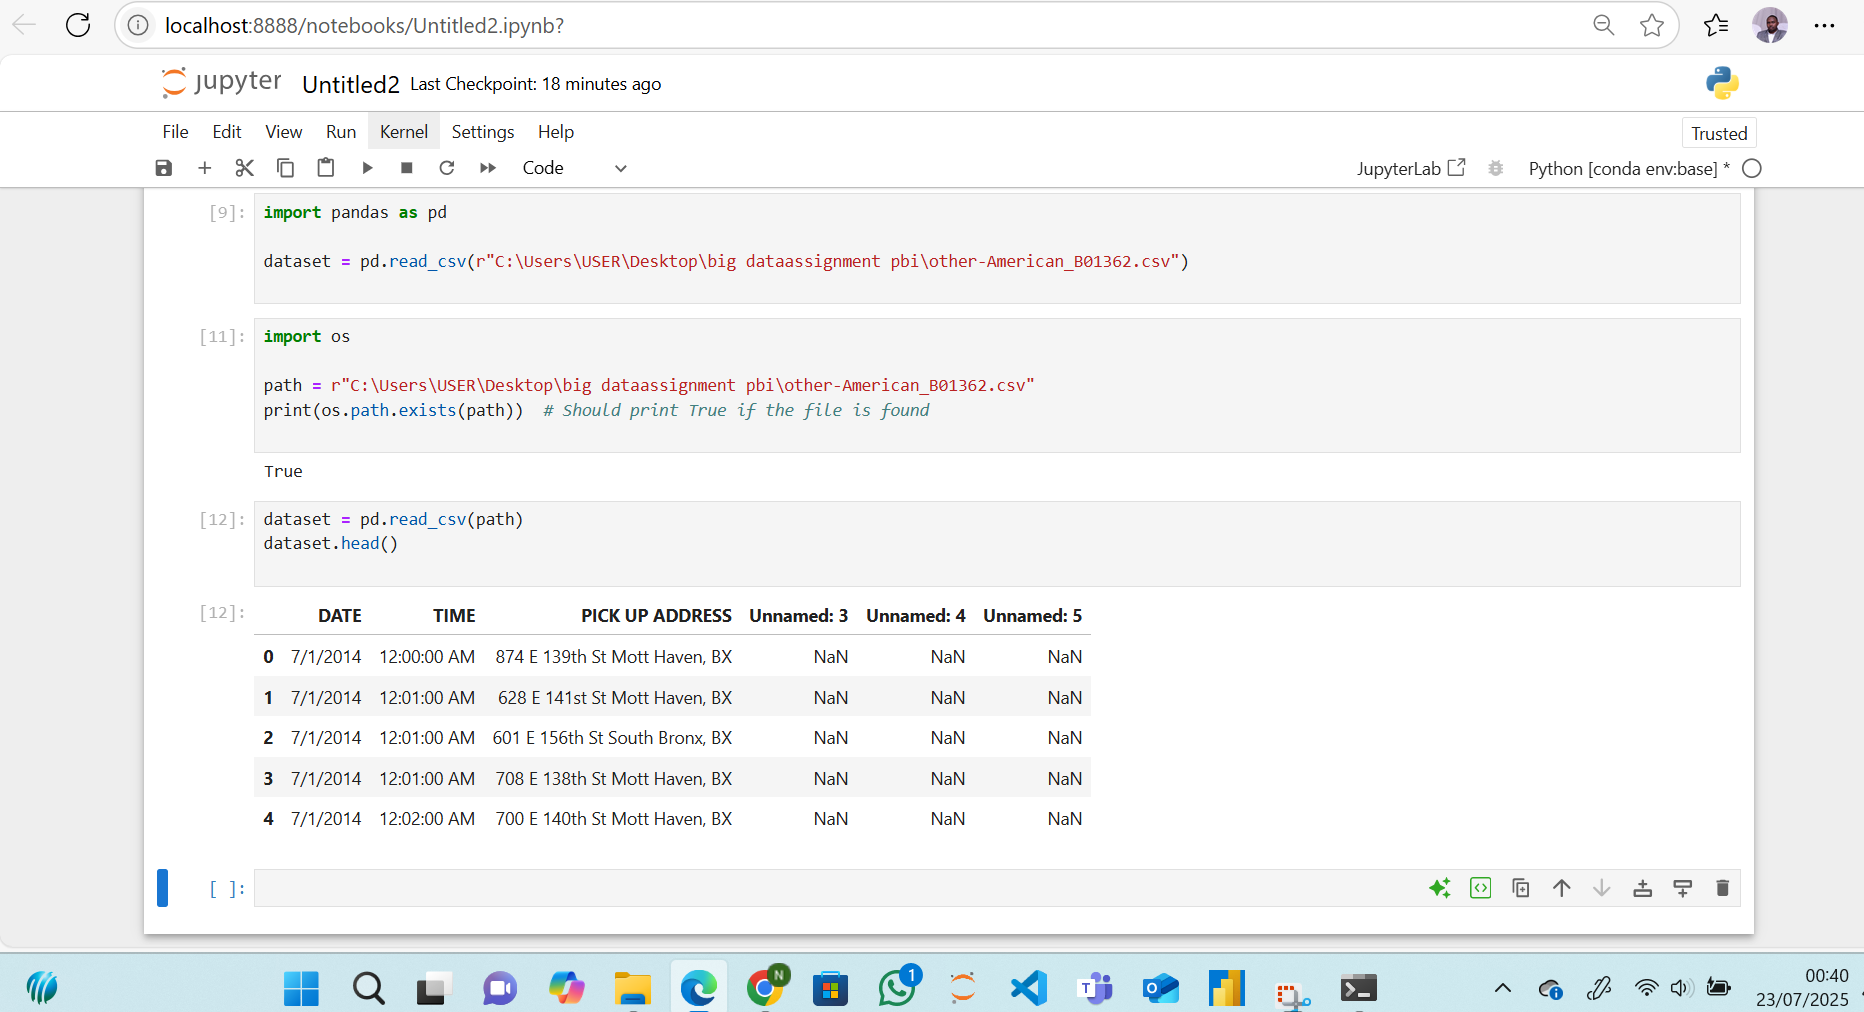 localhost:8888/notebooks/Untitled2.ipynb?
jupyter Untitled2 Last Checkpoint: 18 minutes ago
File Edit View Run Kernel Settings Help Trusted
Code JupyterLab Python [conda env:base] *
[9]: import pandas as pd
dataset = pd.read_csv(r"C:\Users\USER\Desktop\big dataassignment pbi\other-American_B01362.csv")
[11]: import os
path = r"C:\Users\USER\Desktop\big dataassignment pbi\other-American_B01362.csv"
print(os.path.exists(path))  # Should print True if the file is found
True
[12]: dataset = pd.read_csv(path)
dataset.head()
[12]: DATE TIME PICK UP ADDRESS Unnamed: 3 Unnamed: 4 Unnamed: 5
0 7/1/2014 12:00:00 AM 874 E 139th St Mott Haven, BX NaN NaN NaN
1 7/1/2014 12:01:00 AM 628 E 141st St Mott Haven, BX NaN NaN NaN
2 7/1/2014 12:01:00 AM 601 E 156th St South Bronx, BX NaN NaN NaN
3 7/1/2014 12:01:00 AM 708 E 138th St Mott Haven, BX NaN NaN NaN
4 7/1/2014 12:02:00 AM 700 E 140th St Mott Haven, BX NaN NaN NaN
[ ]:
N 1 T O 00:40
23/07/2025